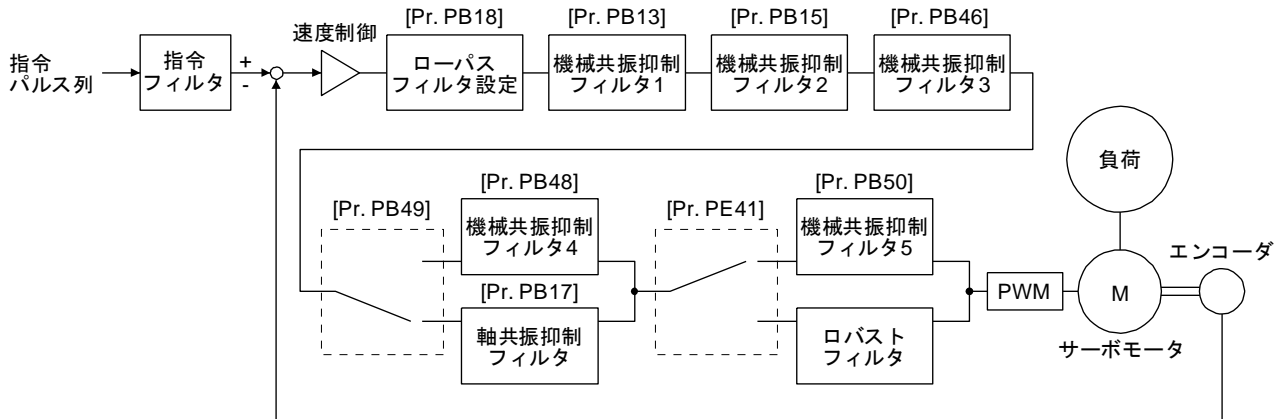 [Pr. PB18]
[Pr. PB13]
[Pr. PB15]
[Pr. PB46]
速度制御
指令
パルス列
指令
フィルタ
+
-
ローパス
フィルタ設定
機械共振抑制
フィルタ1
機械共振抑制
フィルタ2
機械共振抑制
フィルタ3
負荷
[Pr. PB49]
[Pr. PB48]
機械共振抑制
フィルタ4
[Pr. PB17]
軸共振抑制
フィルタ
[Pr. PE41]
[Pr. PB50]
機械共振抑制
フィルタ5
ロバスト
フィルタ
PWM
M
サーボモータ
エンコーダ